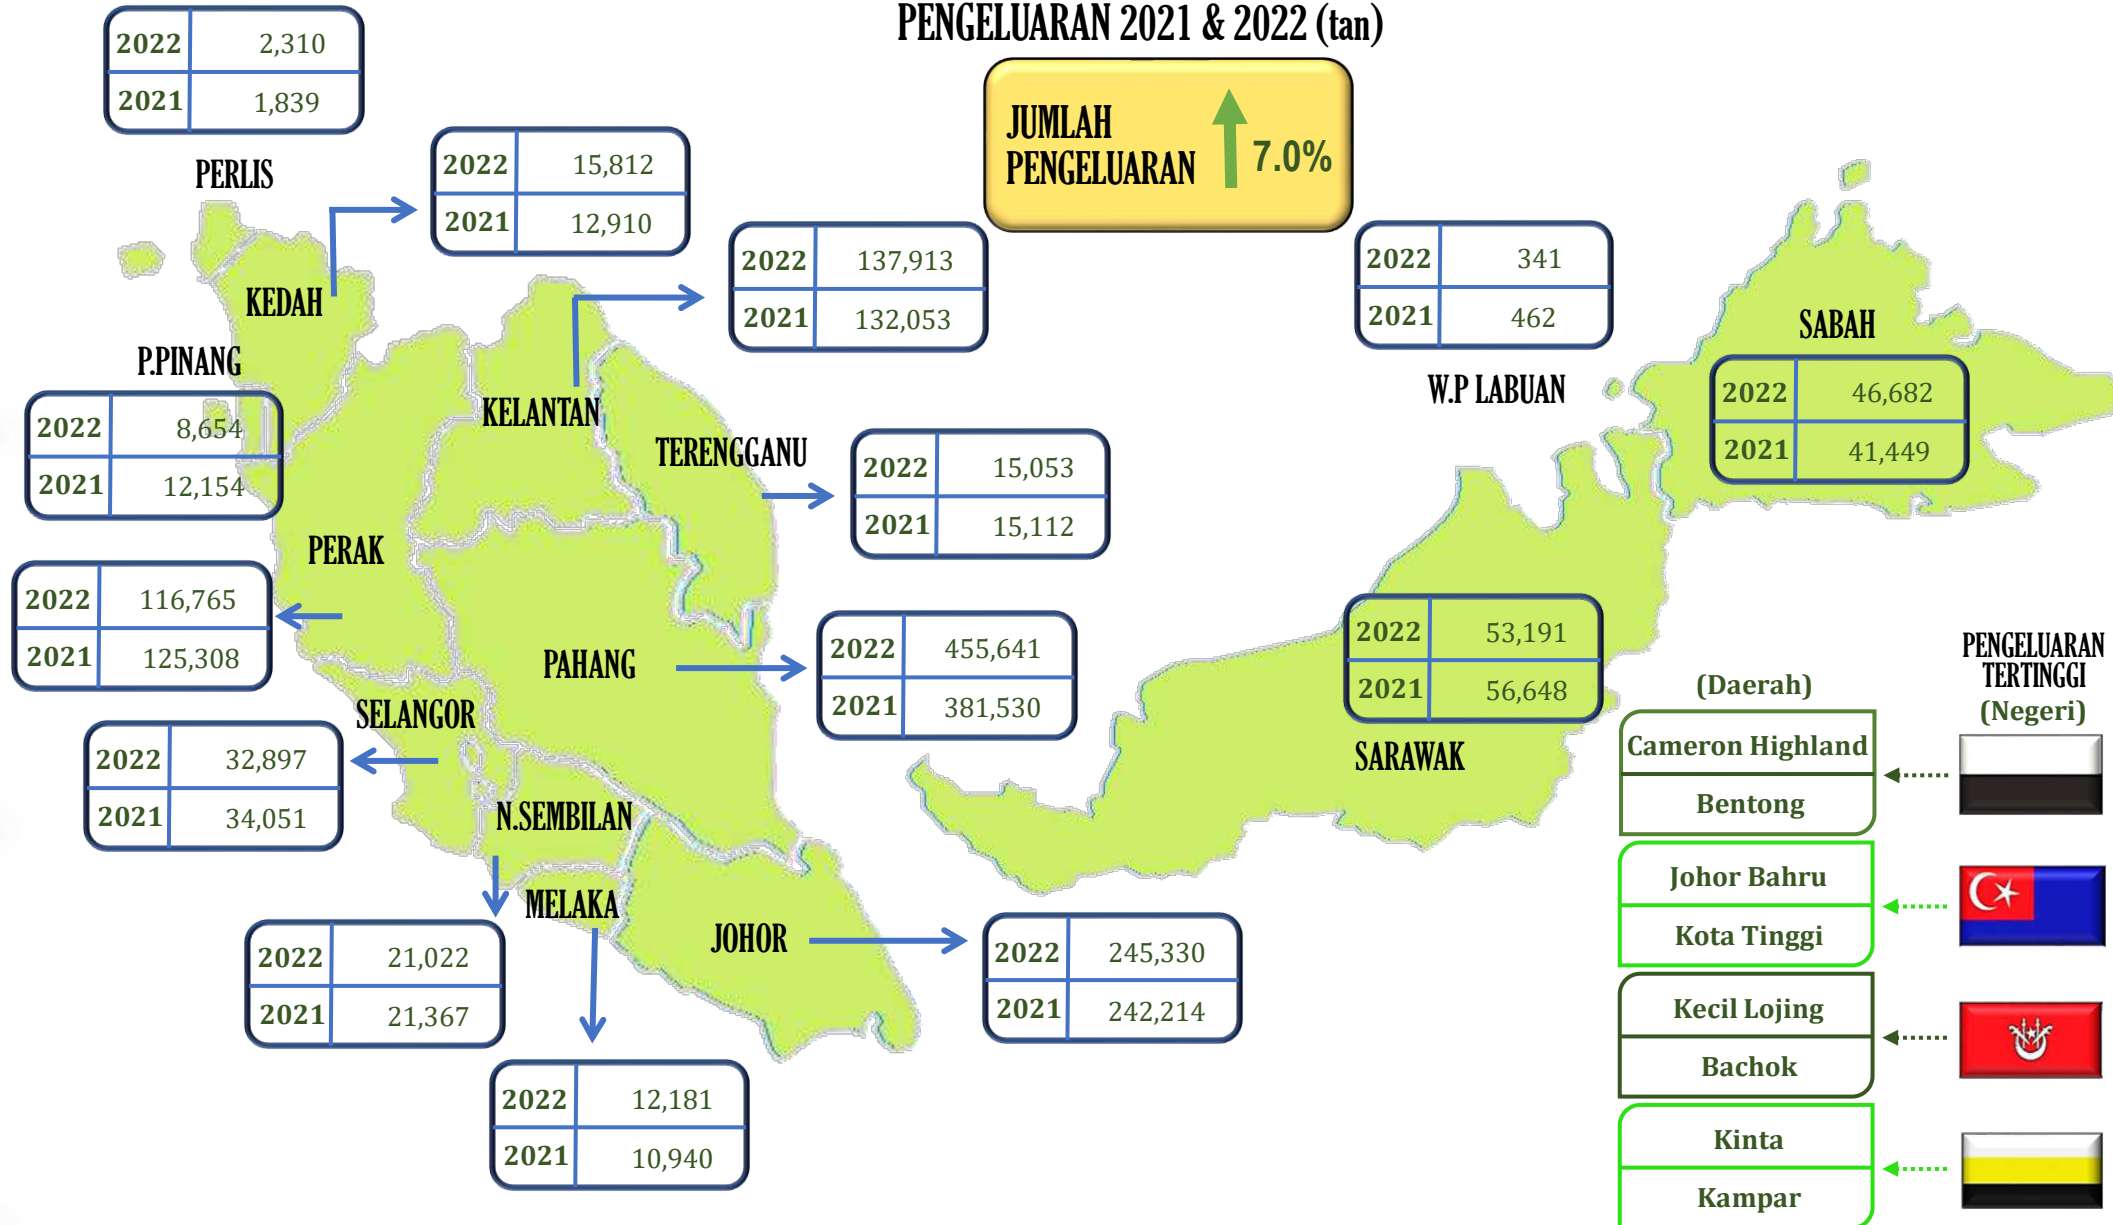 PENGELUARAN 2021 & 2022 (tan)
JUMLAH
PENGELUARAN
7.0%
2022 2,310
2021 1,839
PERLIS
2022 15,812
2021 12,910
KEDAH
2022 137,913
2021 132,053
KELANTAN
P.PINANG
2022 8,654
2021 12,154
TERENGGANU
2022 15,053
2021 15,112
PERAK
2022 116,765
2021 125,308
PAHANG
2022 455,641
2021 381,530
SELANGOR
2022 32,897
2021 34,051
N.SEMBILAN
2022 21,022
2021 21,367
MELAKA
2022 12,181
2021 10,940
JOHOR
2022 245,330
2021 242,214
2022 341
2021 462
W.P LABUAN
SABAH
2022 46,682
2021 41,449
2022 53,191
2021 56,648
SARAWAK
PENGELUARAN
TERTINGGI
(Negeri)
(Daerah)
Cameron Highland
Bentong
Johor Bahru
Kota Tinggi
Kecil Lojing
Bachok
Kinta
Kampar